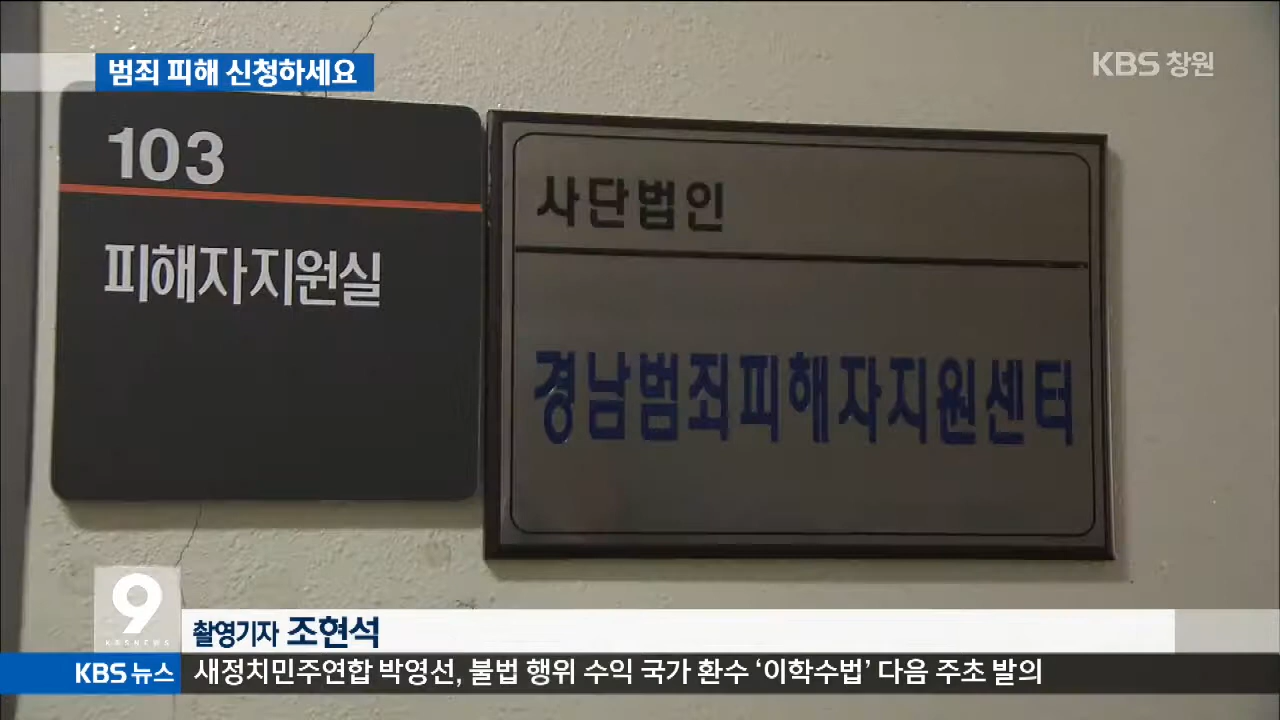 범죄 피해 신청하세요
KBS 창원
103
피해자지원실
사단법인
경남범죄피해자지원센터
9
KBS NEWS
촬영기자 조현석
KBS 뉴스 새정치민주연합 박영선, 불법 행위 수익 국가 환수 ‘이학수법’ 다음 주초 발의